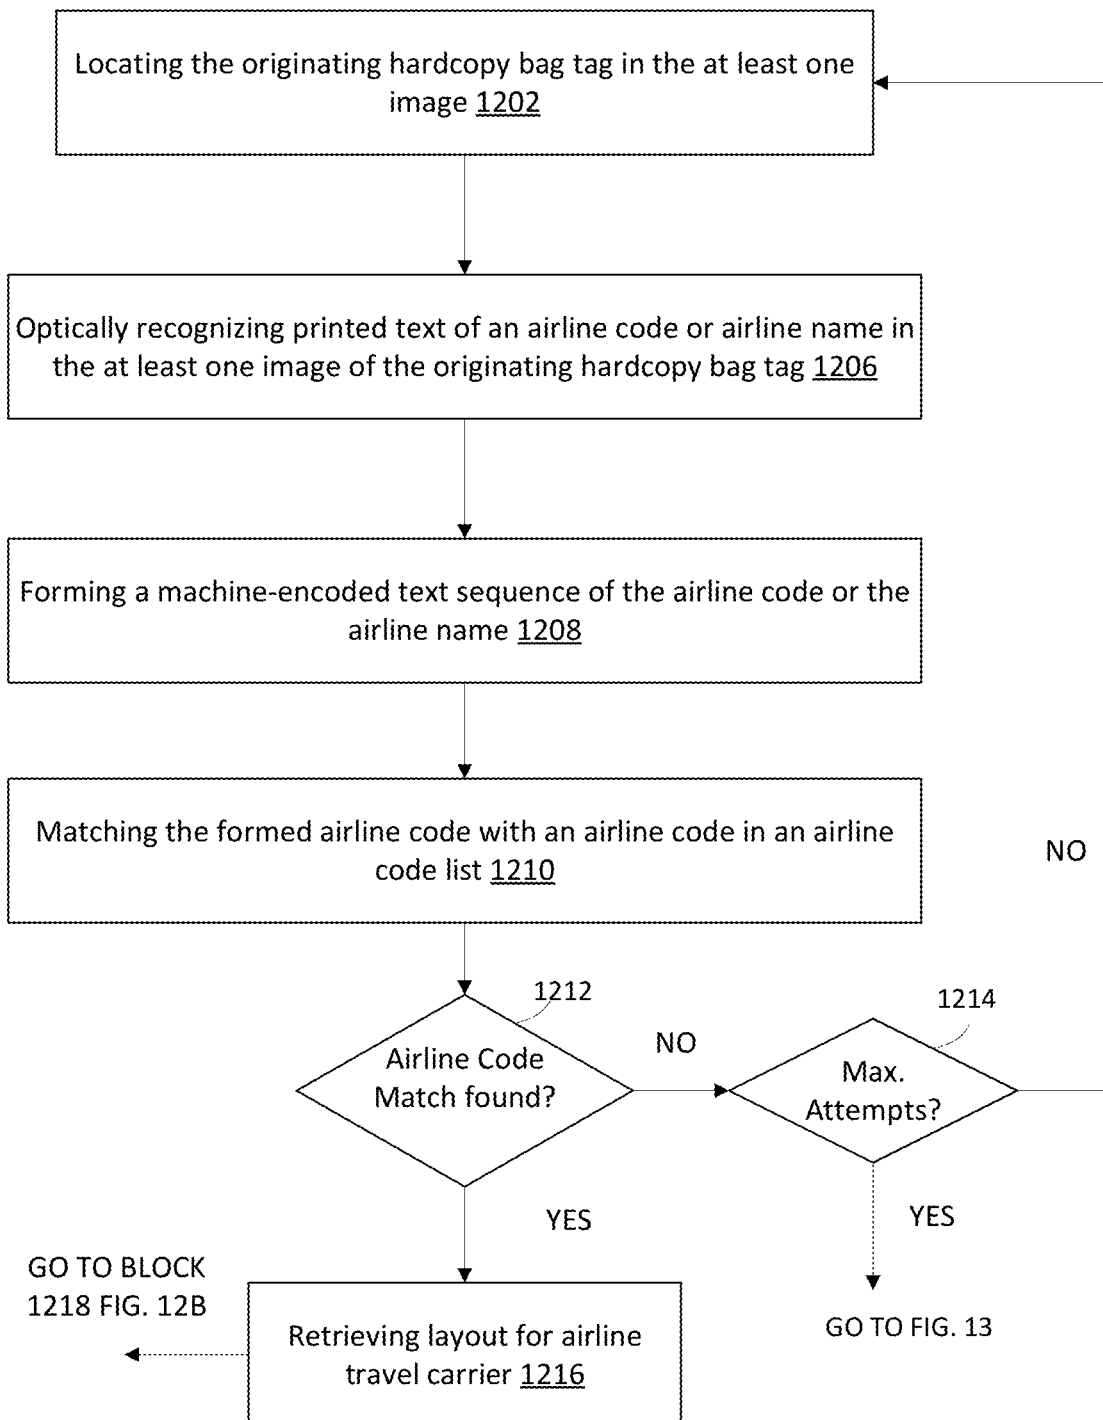 Locating the originating hardcopy bag tag in the at least one
image 1202
Optically recognizing printed text of an airline code or airline name in
the at least one image of the originating hardcopy bag tag 1206
Forming a machine-encoded text sequence of the airline code or the
airline name 1208
Matching the formed airline code with an airline code in an airline
code list 1210
NO
1212
Airline Code
Match found?
NO
1214
Max.
Attempts?
YES
YES
GO TO BLOCK
1218 FIG. 12B
GO TO FIG. 13
Retrieving layout for airline
travel carrier 1216